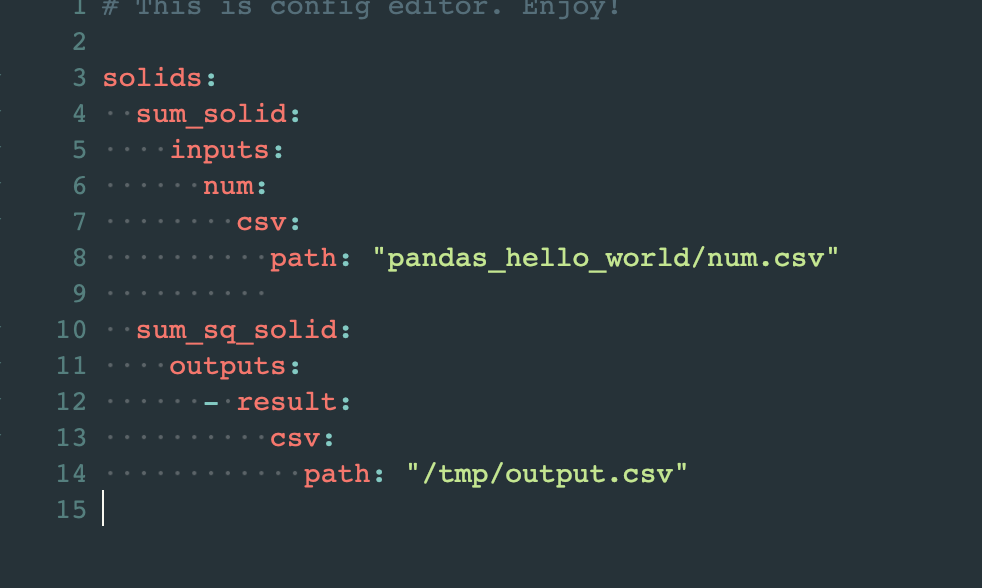 1 # This is config editor. Enjoy!
2
3 solids:
4   sum_solid:
5     inputs:
6       num:
7         csv:
8           path: "pandas_hello_world/num.csv"
9
10   sum_sq_solid:
11     outputs:
12       - result:
13           csv:
14             path: "/tmp/output.csv"
15